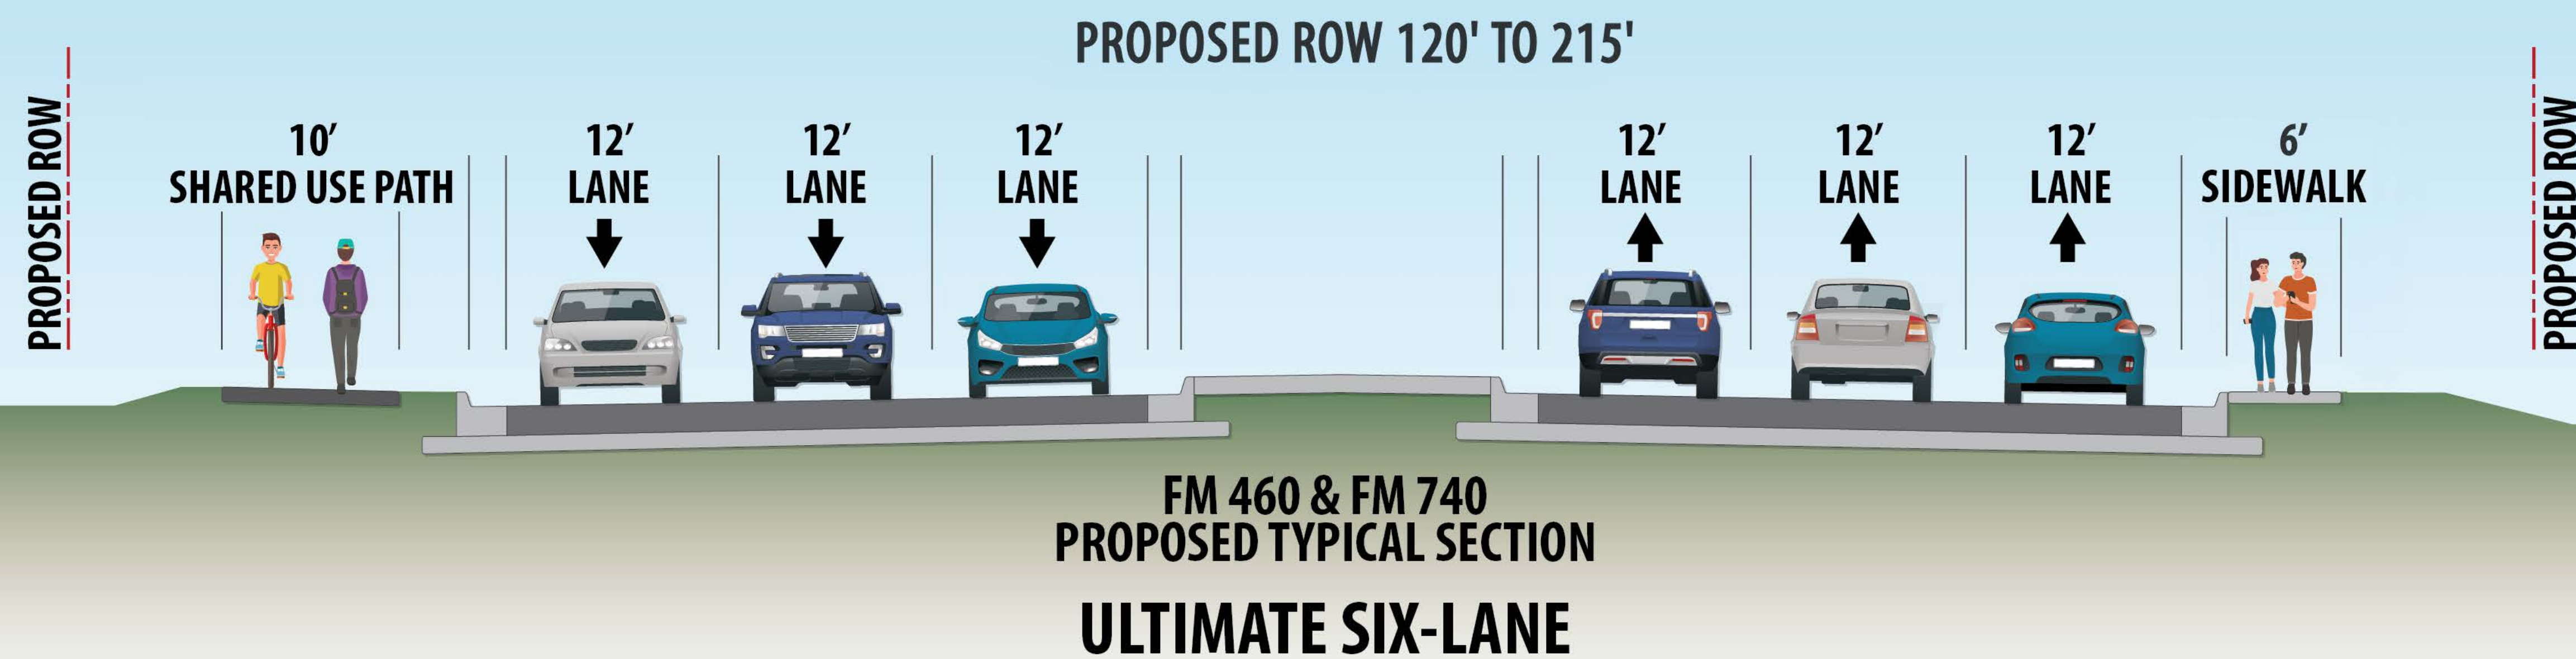 PROPOSED ROW 120' TO 215'
PROPOSED ROW
10'
SHARED USE PATH
12'
LANE
12'
LANE
12'
LANE
12'
LANE
12'
LANE
12'
LANE
6'
SIDEWALK
PROPOSED ROW
FM 460 & FM 740
PROPOSED TYPICAL SECTION
ULTIMATE SIX-LANE